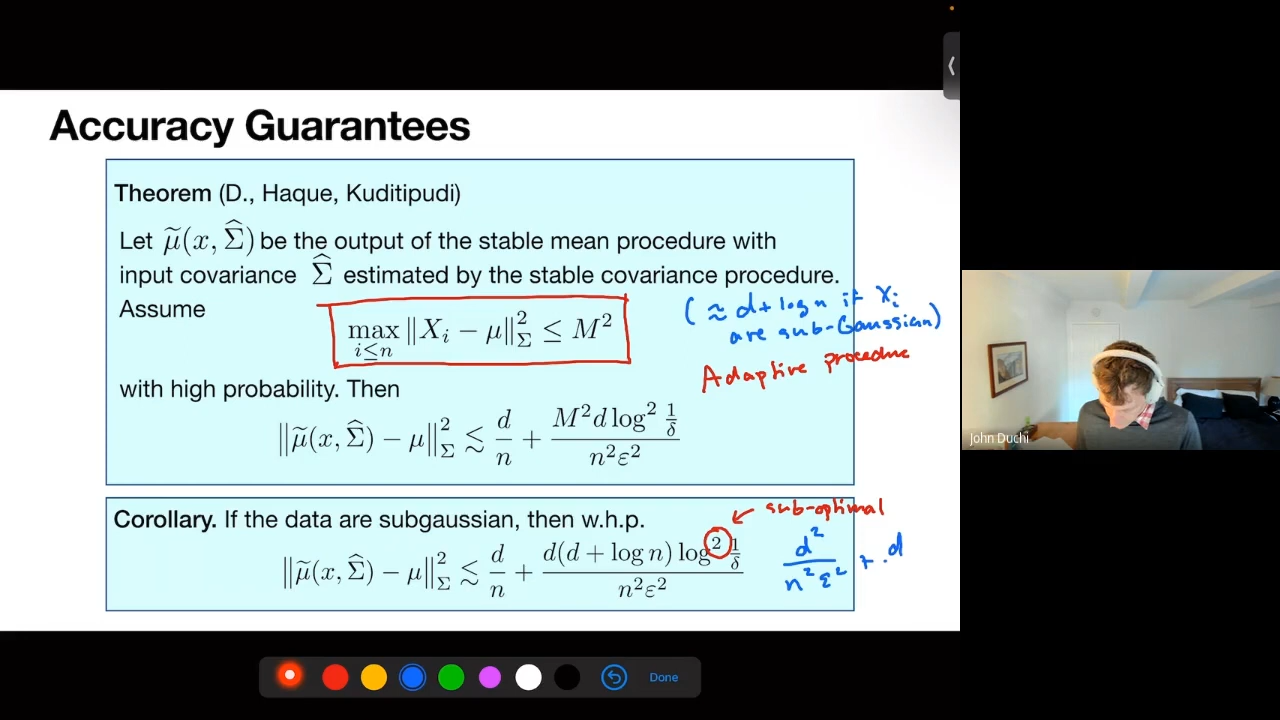 Accuracy Guarantees
Theorem (D., Haque, Kuditipudi)
Let μ̃(x, Σ̂) be the output of the stable mean procedure with
input covariance Σ̂ estimated by the stable covariance procedure.
Assume
max_{i≤n} ‖X_i − μ‖²_Σ ≤ M²
(≈ d + log n if X_i
are sub-Gaussian)
Adaptive procedure
with high probability. Then
‖μ̃(x, Σ̂) − μ‖²_Σ ≲ d/n + M² d log² (1/δ) / n²ε²
Corollary. If the data are subgaussian, then w.h.p.
← sub-optimal
‖μ̃(x, Σ̂) − μ‖²_Σ ≲ d/n + d(d + log n) log² (1/δ) / n²ε²
d² / n²ε² + . d
John Duchi
Done